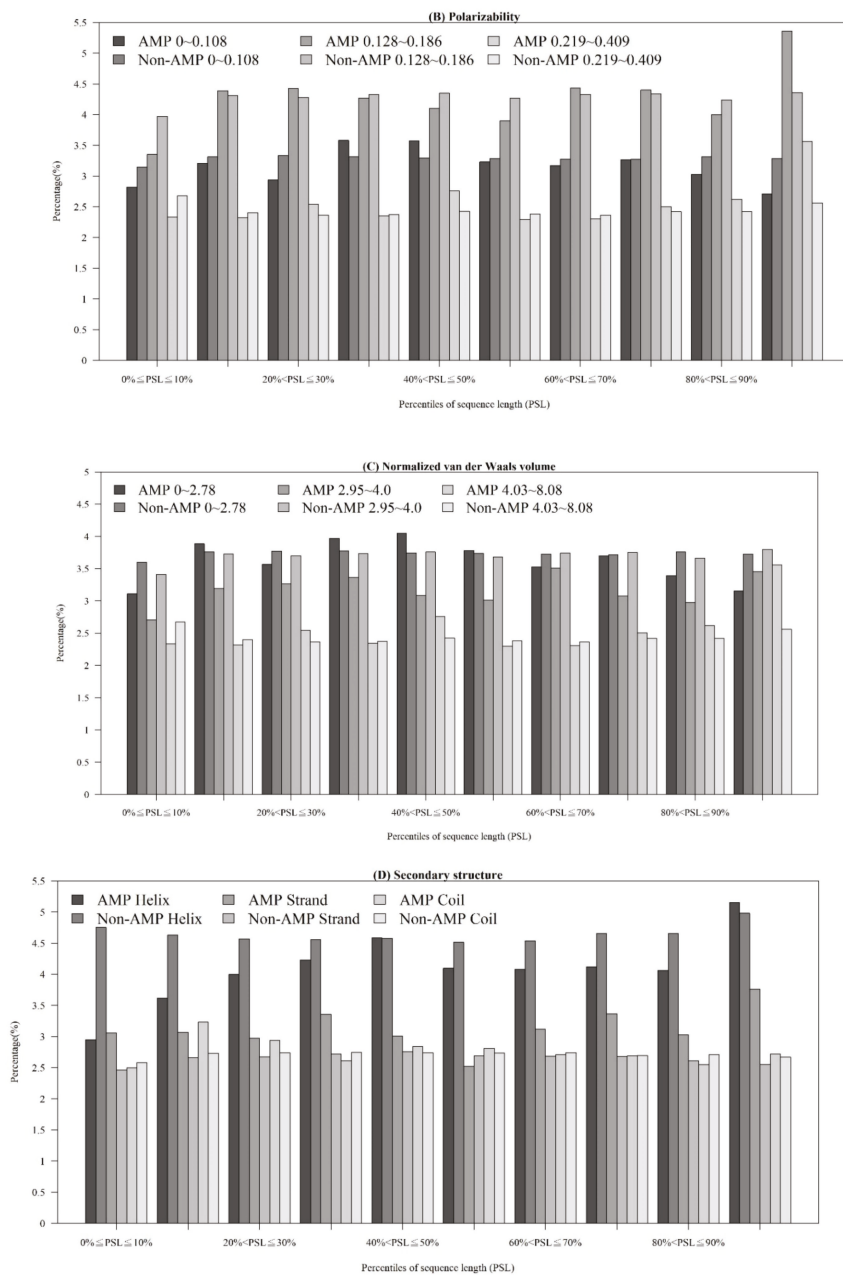 (B) Polarizability
AMP 0~0.108 AMP 0.128~0.186 AMP 0.219~0.409
Non-AMP 0~0.108 Non-AMP 0.128~0.186 Non-AMP 0.219~0.409
Percentage(%)
5.5
5
4.5
4
3.5
3
2.5
2
1.5
1
0.5
0
0%≦PSL≦10% 20%<PSL≦30% 40%<PSL≦50% 60%<PSL≦70% 80%<PSL≦90%
Percentiles of sequence length (PSL)
(C) Normalized van der Waals volume
AMP 0~2.78 AMP 2.95~4.0 AMP 4.03~8.08
Non-AMP 0~2.78 Non-AMP 2.95~4.0 Non-AMP 4.03~8.08
Percentage(%)
5
4.5
4
3.5
3
2.5
2
1.5
1
0.5
0
0%≦PSL≦10% 20%<PSL≦30% 40%<PSL≦50% 60%<PSL≦70% 80%<PSL≦90%
Percentiles of sequence length (PSL)
(D) Secondary structure
AMP Helix AMP Strand AMP Coil
Non-AMP Helix Non-AMP Strand Non-AMP Coil
Percentage(%)
5.5
5
4.5
4
3.5
3
2.5
2
1.5
1
0.5
0
0%≦PSL≦10% 20%<PSL≦30% 40%<PSL≦50% 60%<PSL≦70% 80%<PSL≦90%
Percentiles of sequence length (PSL)